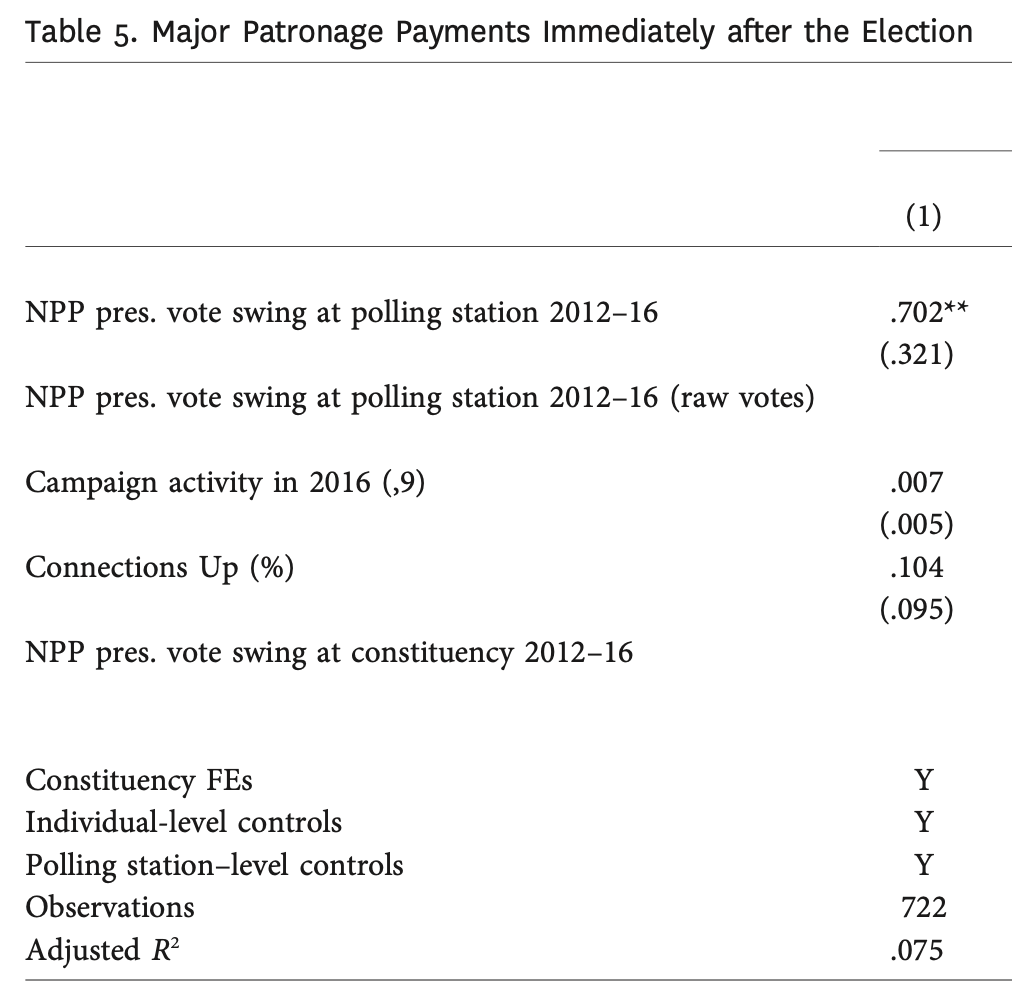 Table 5. Major Patronage Payments Immediately after the Election
(1)
NPP pres. vote swing at polling station 2012–16 .702**
(.321)
NPP pres. vote swing at polling station 2012–16 (raw votes)
Campaign activity in 2016 (,9) .007
(.005)
Connections Up (%) .104
(.095)
NPP pres. vote swing at constituency 2012–16
Constituency FEs Y
Individual-level controls Y
Polling station–level controls Y
Observations 722
Adjusted R² .075